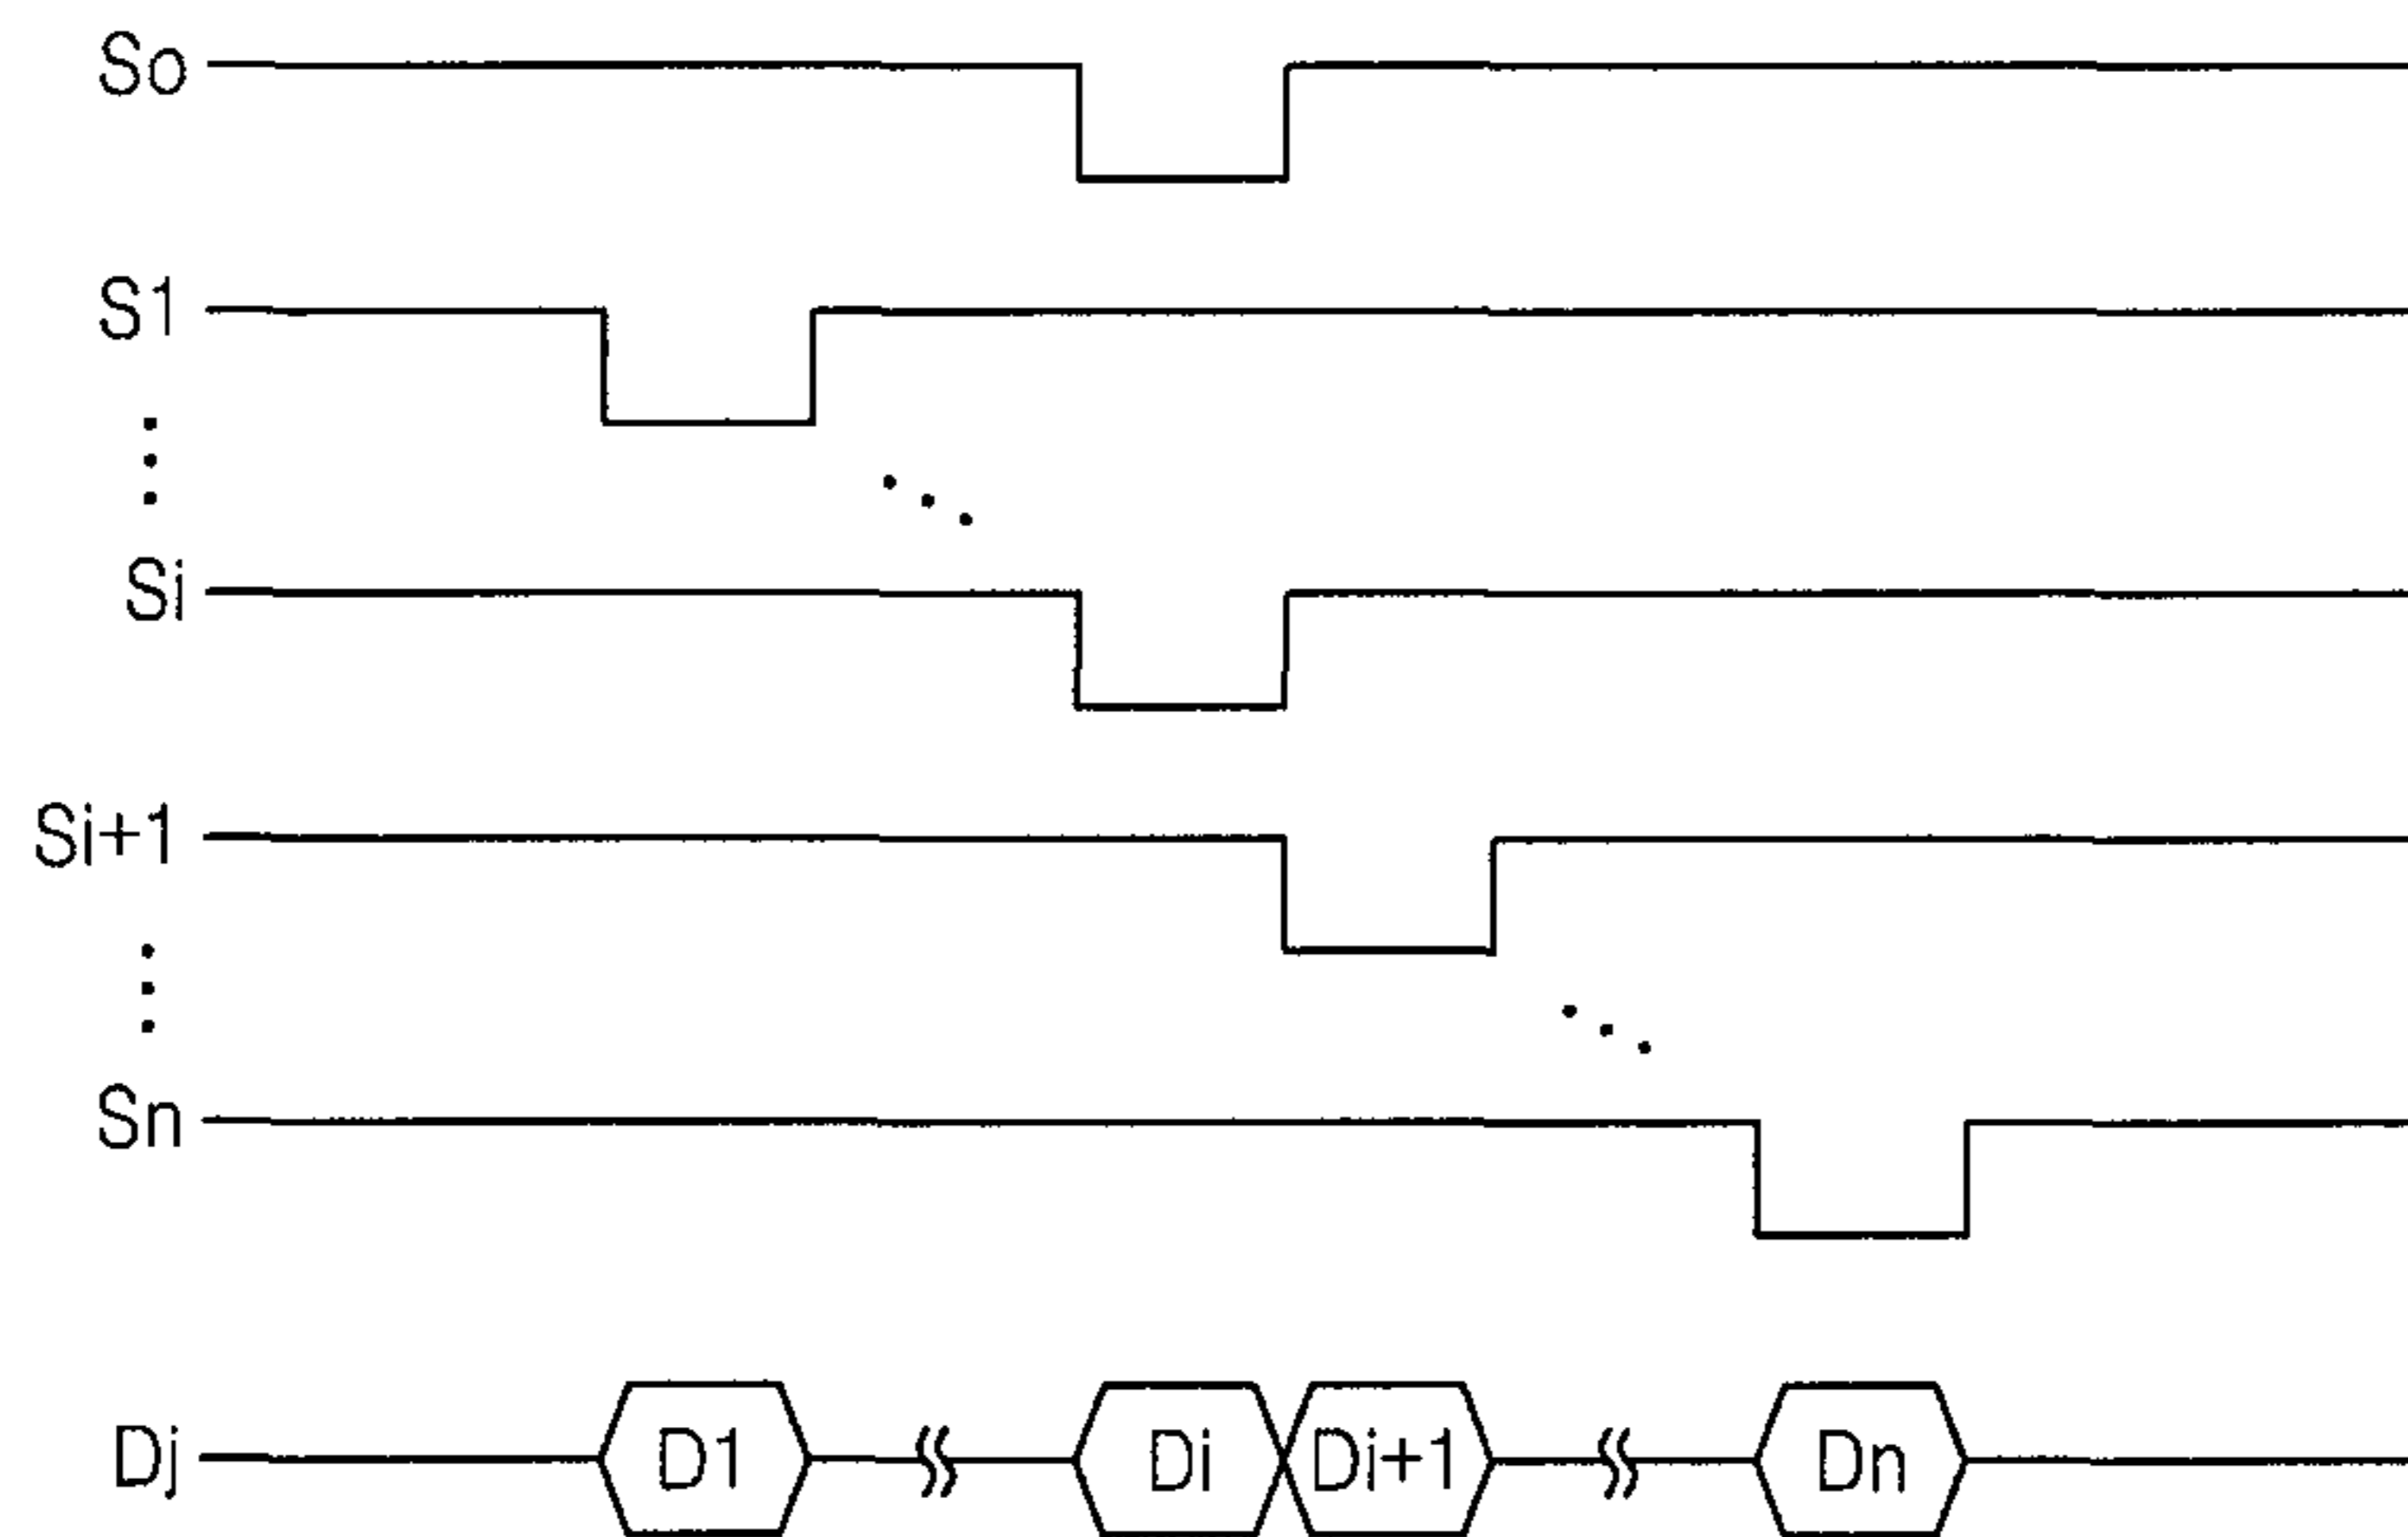 So
S1
Si
Si+1
Sn
Dj D1 Di Di+1 Dn